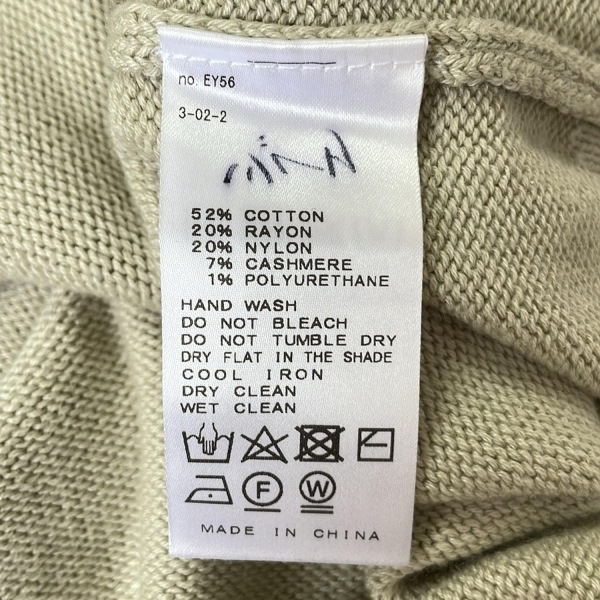 no. EY56
3-02-2
52% COTTON
20% RAYON
20% NYLON
7% CASHMERE
1% POLYURETHANE
HAND WASH
DO NOT BLEACH
DO NOT TUMBLE DRY
DRY FLAT IN THE SHADE
COOL IRON
DRY CLEAN
WET CLEAN
F W
MADE IN CHINA